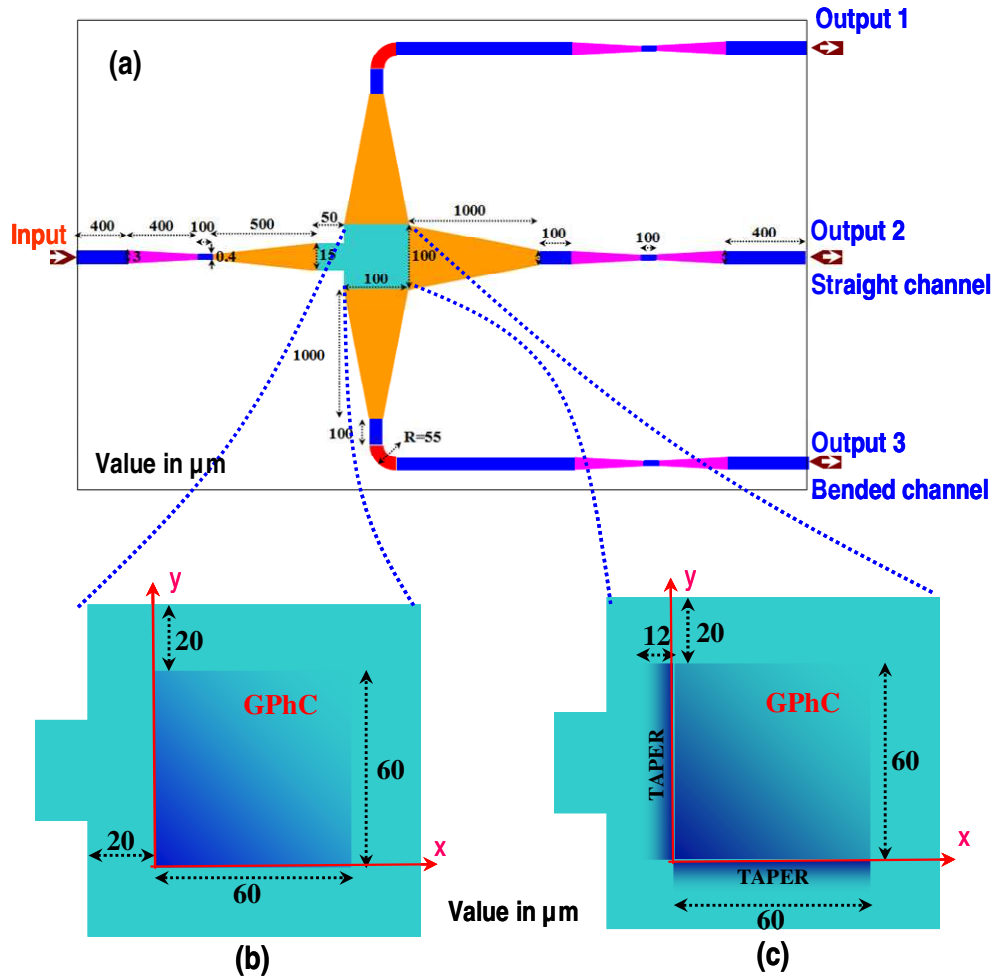 (a)
Output 1
50
1000
400
400
100
500
100
100
400
Input
3
0.4
15
100
Output 2
100
Straight channel
1000
R=55
100
Output 3
Value in µm
Bended channel
y
20
GPhC
60
20
x
60
(b)
y
12
20
GPhC
TAPER
60
x
TAPER
60
Value in µm
(c)